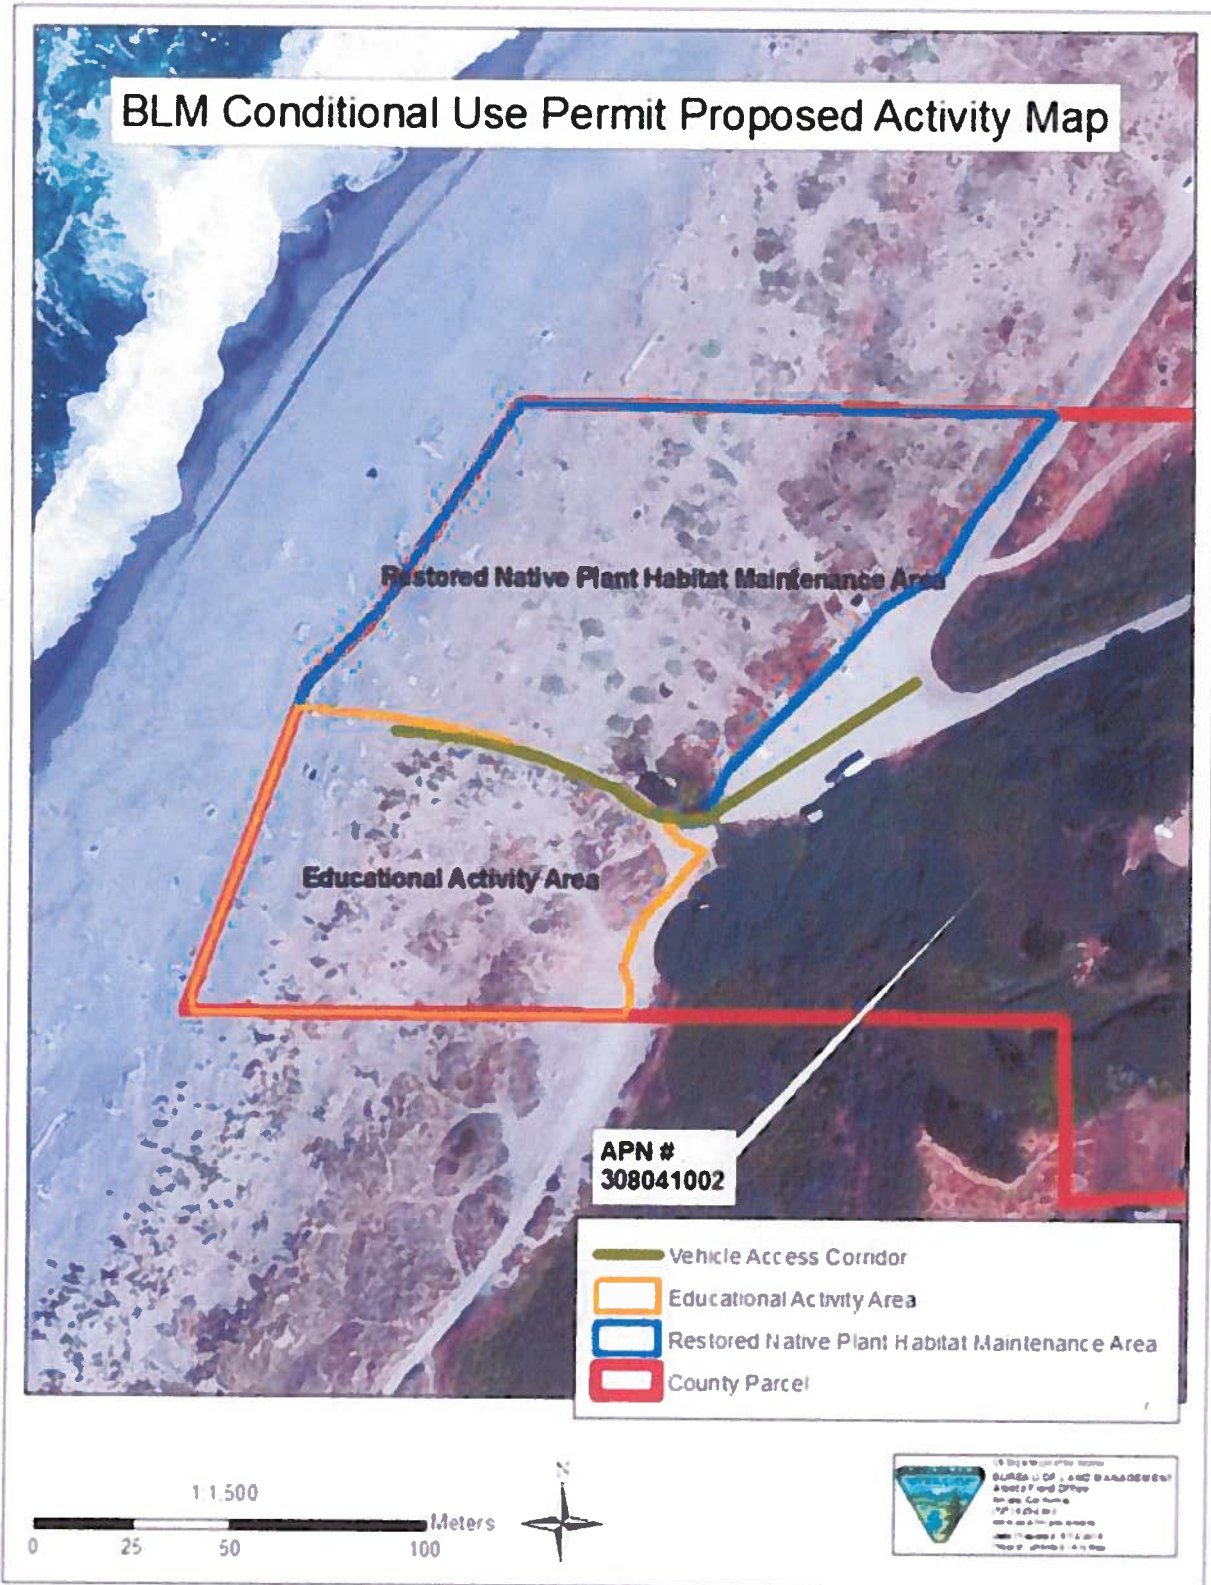 BLM Conditional Use Permit Proposed Activity Map
Restored Native Plant Habitat Maintenance Area
Educational Activity Area
APN #
308041002
Vehicle Access Corridor
Educational Activity Area
Restored Native Plant Habitat Maintenance Area
County Parcel
1:1,500
Meters
0 25 50 100
N
BUREAU OF LAND MANAGEMENT